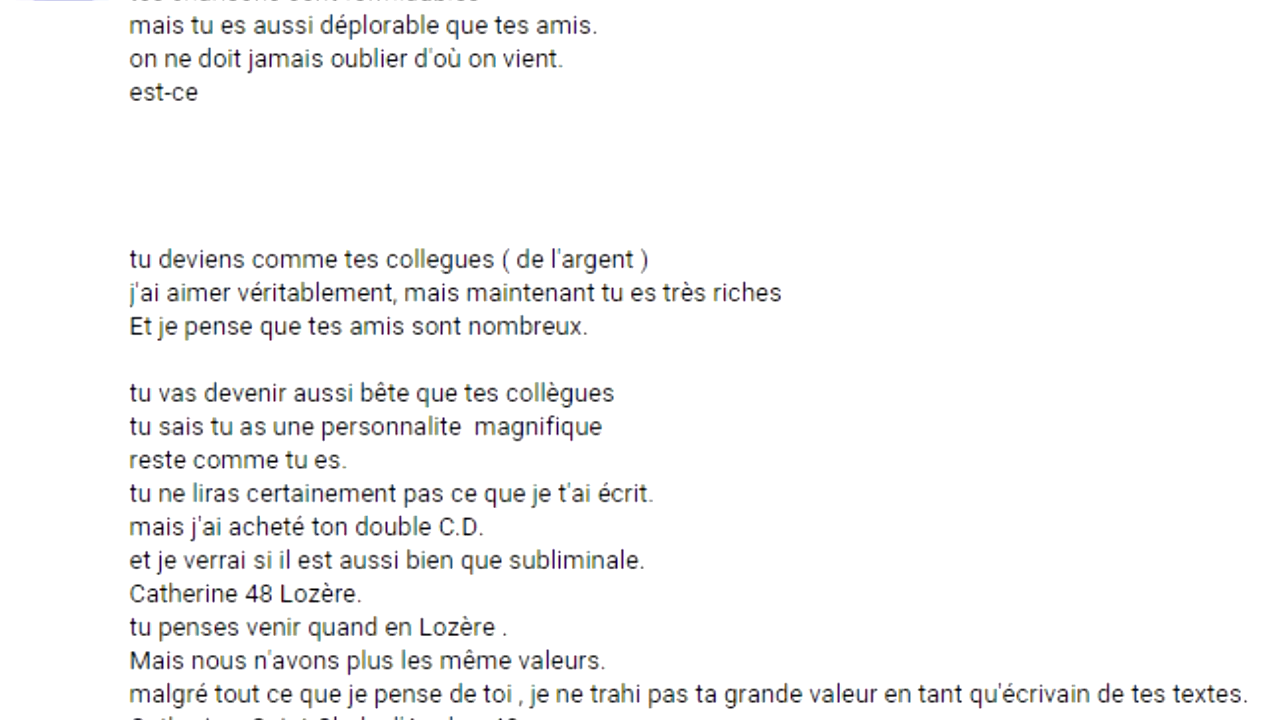 mais tu es aussi déplorable que tes amis.
on ne doit jamais oublier d'où on vient.
est-ce
tu deviens comme tes collegues ( de l'argent )
j'ai aimer véritablement, mais maintenant tu es très riches
Et je pense que tes amis sont nombreux.
tu vas devenir aussi bête que tes collègues
tu sais tu as une personnalite  magnifique
reste comme tu es.
tu ne liras certainement pas ce que je t'ai écrit.
mais j'ai acheté ton double C.D.
et je verrai si il est aussi bien que subliminale.
Catherine 48 Lozère.
tu penses venir quand en Lozère .
Mais nous n'avons plus les même valeurs.
malgré tout ce que je pense de toi , je ne trahi pas ta grande valeur en tant qu'écrivain de tes textes.